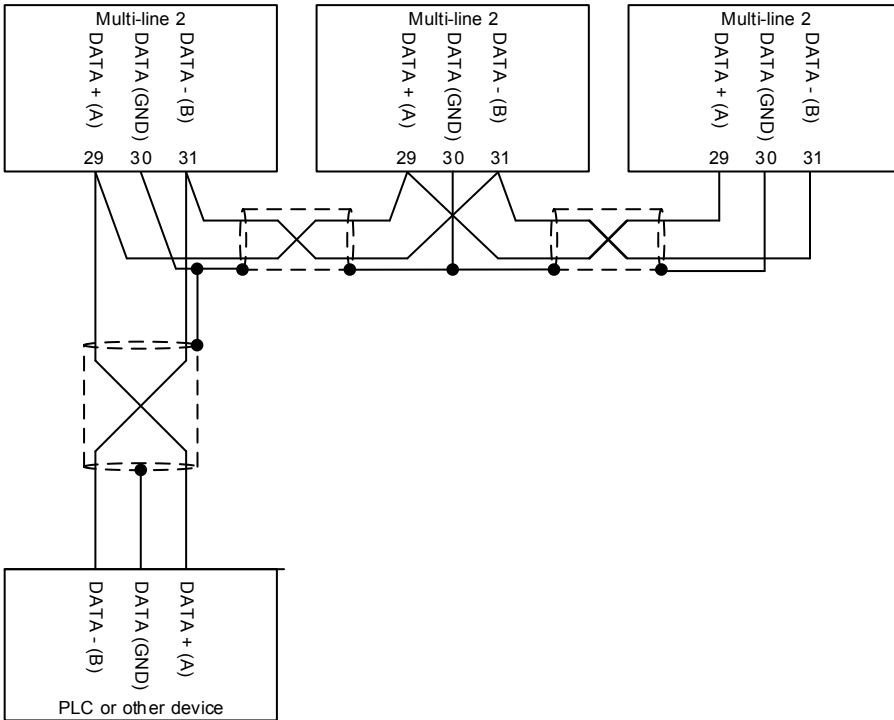 Multi-line 2
DATA + (A)
DATA (GND)
DATA - (B)
29 30 31
Multi-line 2
DATA + (A)
DATA (GND)
DATA - (B)
29 30 31
Multi-line 2
DATA + (A)
DATA (GND)
DATA - (B)
29 30 31
DATA - (B)
DATA (GND)
DATA + (A)
PLC or other device